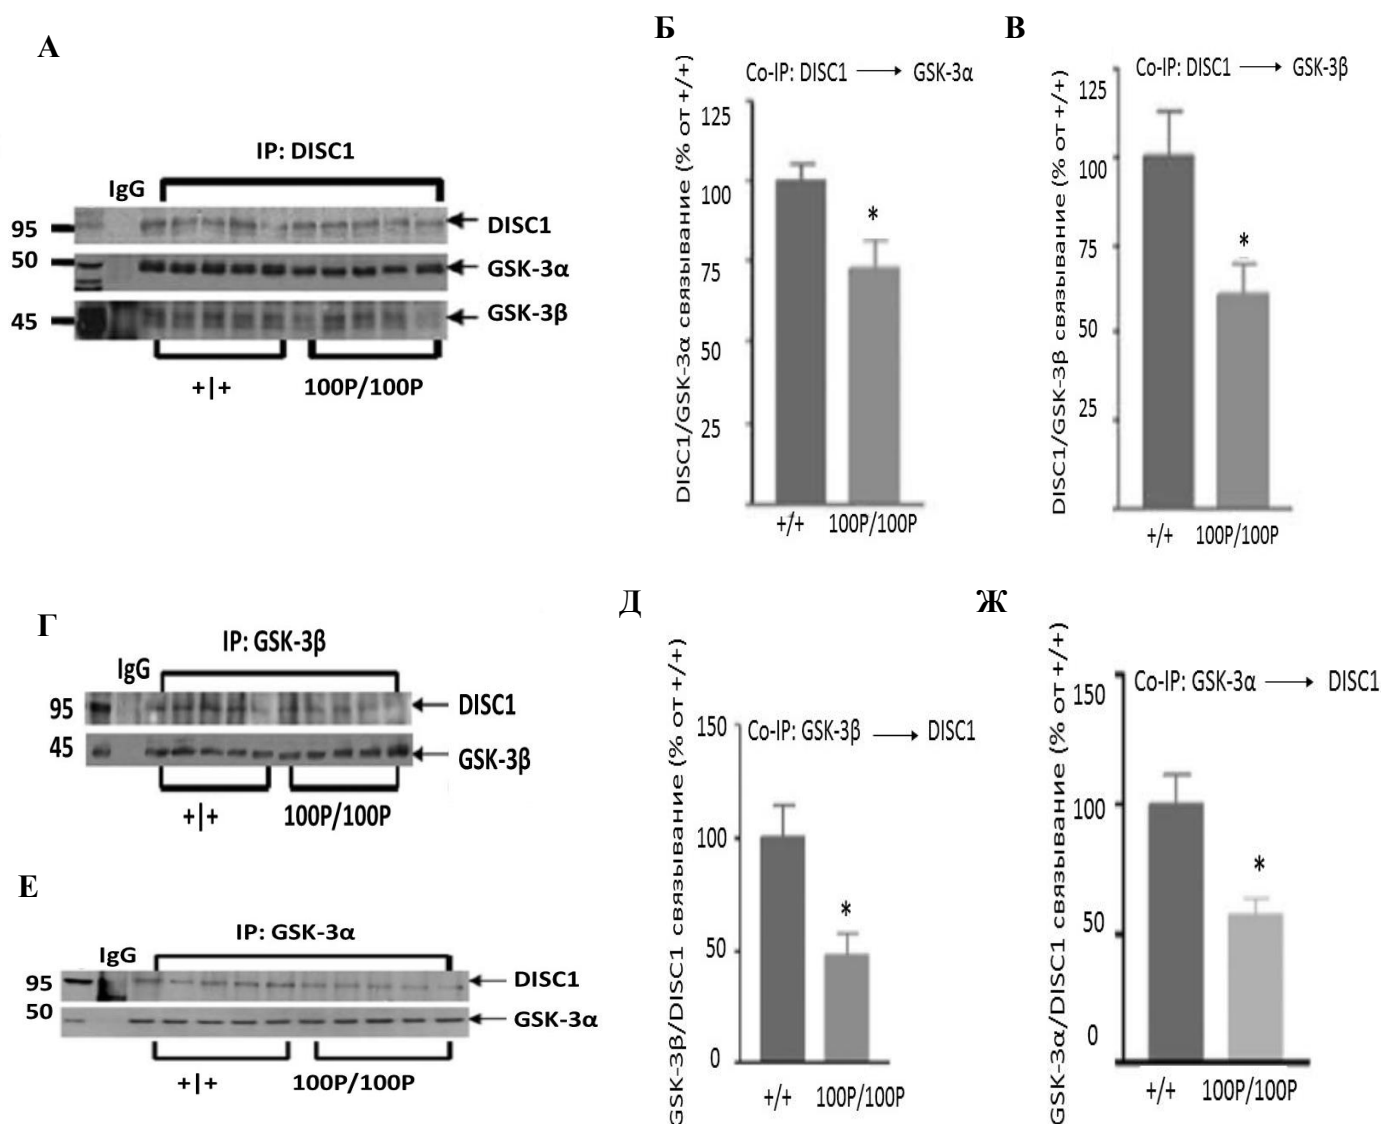 А
IP: DISC1
IgG
95
DISC1
50
GSK-3α
45
GSK-3β
+|+
100P/100P
Б
Co-IP: DISC1 → GSK-3α
DISC1/GSK-3α связывание (% от +/+)
125
100
75
50
25
+/+
100P/100P
В
Co-IP: DISC1 → GSK-3β
DISC1/GSK-3β связывание (% от +/+)
125
100
75
50
25
+/+
100P/100P
*
*
Г
IP: GSK-3β
IgG
95
DISC1
45
GSK-3β
+|+
100P/100P
Д
Co-IP: GSK-3β → DISC1
GSK-3β/DISC1 связывание (% от +/+)
150
100
50
0
*
+/+
100P/100P
Е
IP: GSK-3α
IgG
95
DISC1
50
GSK-3α
+|+
100P/100P
Ж
Co-IP: GSK-3α → DISC1
GSK-3α/DISC1 связывание (% от +/+)
150
100
50
0
*
+/+
100P/100P